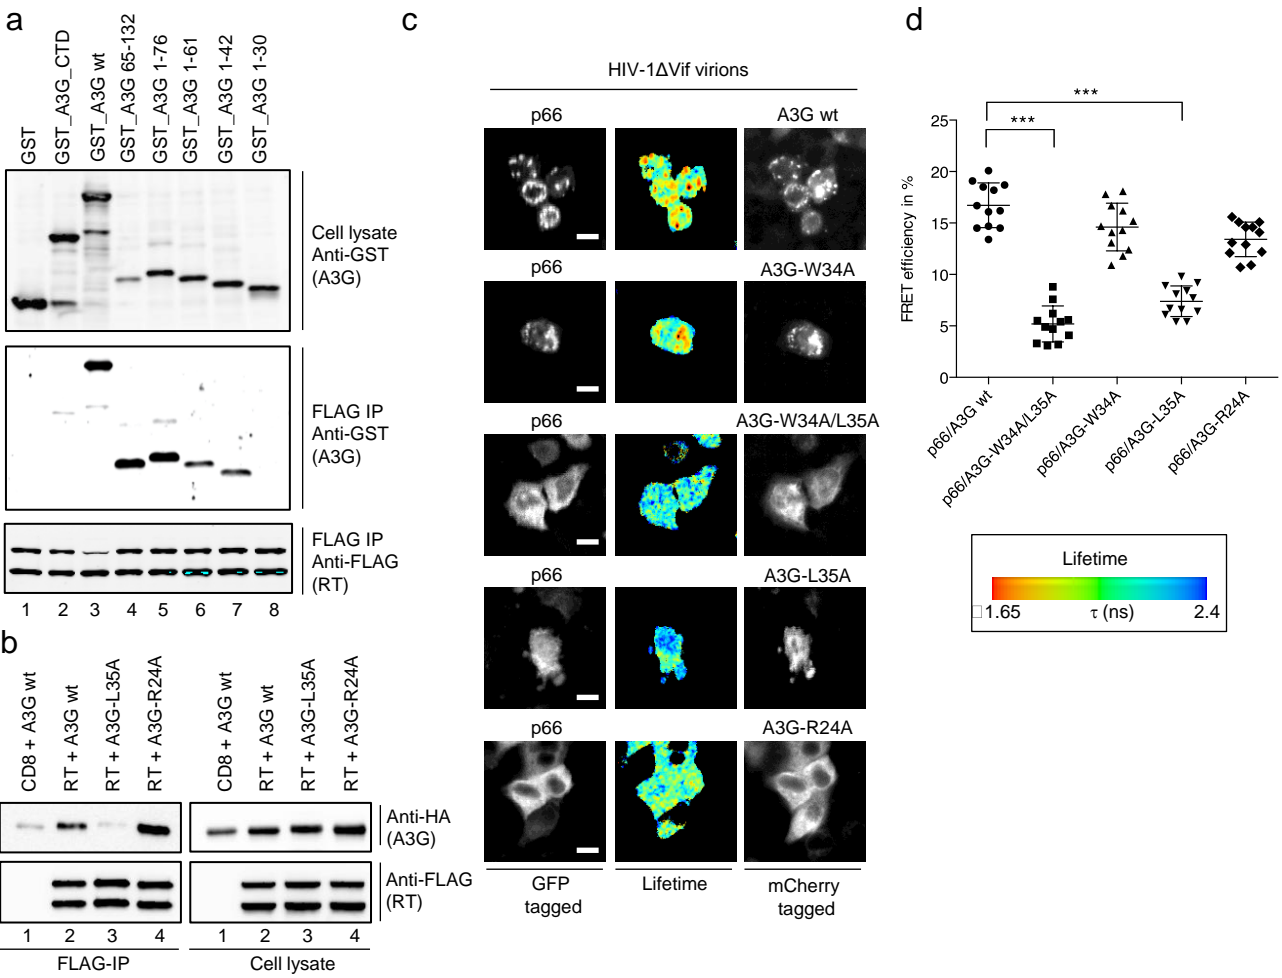 a
GST
GST_A3G_CTD
GST_A3G wt
GST_A3G 65-132
GST_A3G 1-76
GST_A3G 1-61
GST_A3G 1-42
GST_A3G 1-30
Cell lysate
Anti-GST
(A3G)
FLAG IP
Anti-GST
(A3G)
FLAG IP
Anti-FLAG
(RT)
1 2 3 4 5 6 7 8
b
CD8 + A3G wt
RT + A3G wt
RT + A3G-L35A
RT + A3G-R24A
CD8 + A3G wt
RT + A3G wt
RT + A3G-L35A
RT + A3G-R24A
Anti-HA
(A3G)
Anti-FLAG
(RT)
1 2 3 4 1 2 3 4
FLAG-IP Cell lysate
c
HIV-1ΔVif virions
p66 A3G wt
p66 A3G-W34A
p66 A3G-W34A/L35A
p66 A3G-L35A
p66 A3G-R24A
GFP
tagged
Lifetime
mCherry
tagged
d
FRET efficiency in %
25
20
15
10
5
0
***
***
p66/A3G wt
p66/A3G-W34A/L35A
p66/A3G-W34A
p66/A3G-L35A
p66/A3G-R24A
Lifetime
1.65 τ (ns) 2.4